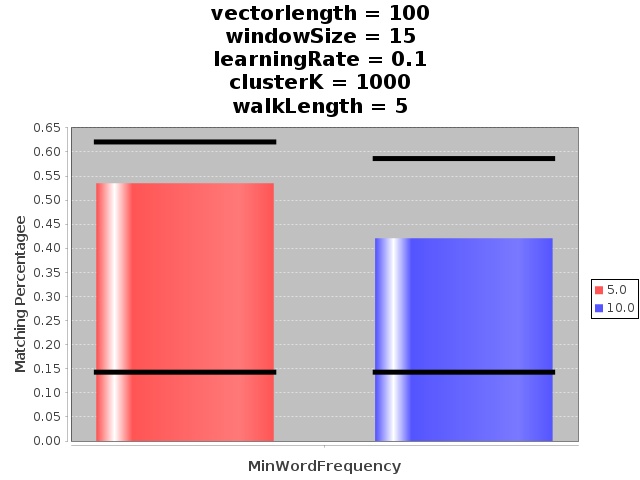 vectorlength = 100
windowSize = 15
learningRate = 0.1
clusterK = 1000
walkLength = 5
0.65
0.60
0.55
0.50
0.45
0.40
0.35
0.30
0.25
0.20
0.15
0.10
0.05
0.00
Matching Percentagee
MinWordFrequency
5.0
10.0